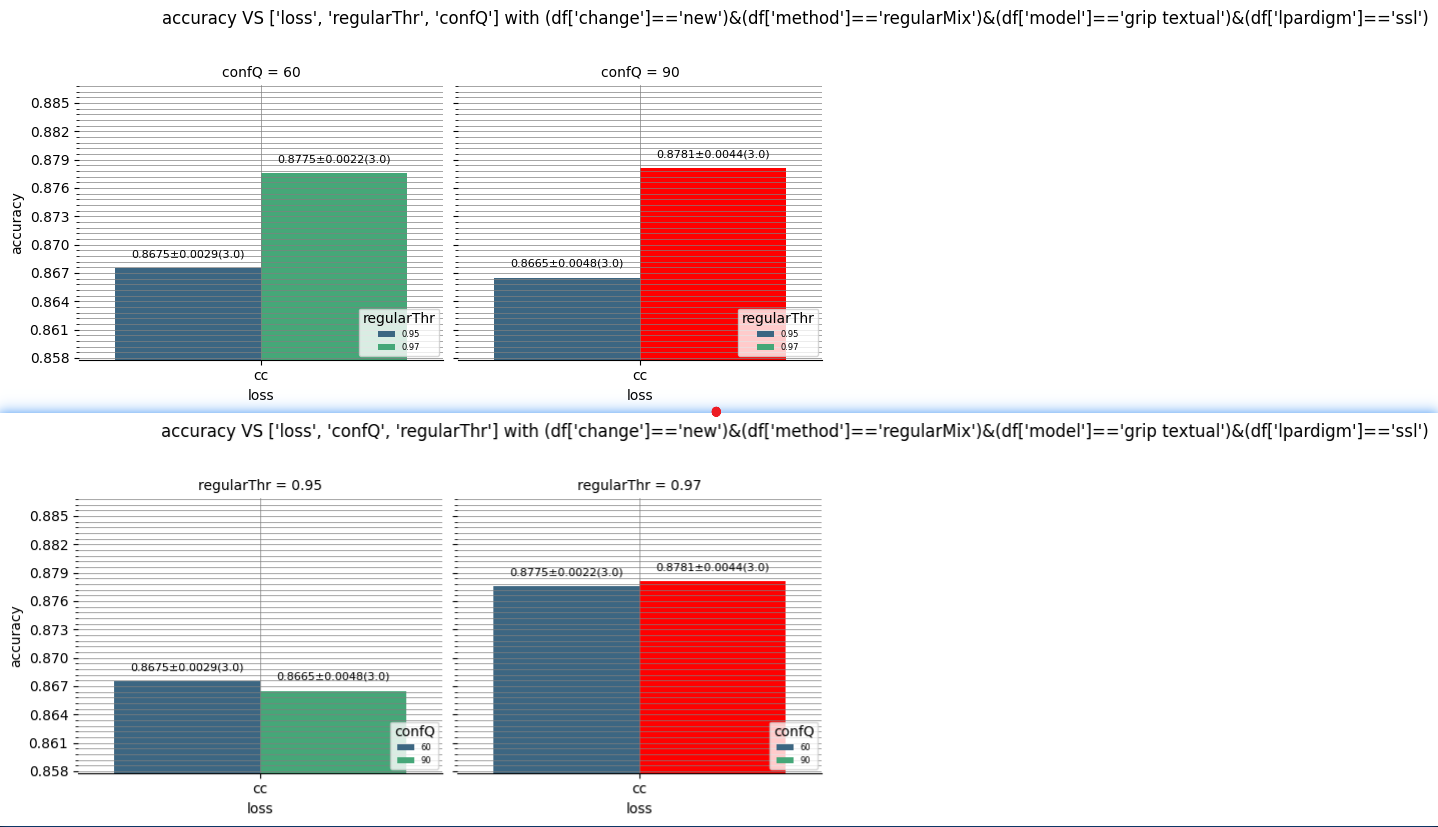 accuracy VS ['loss', 'regularThr', 'confQ'] with (df['change']=='new')&(df['method']=='regularMix')&(df['model']=='grip textual')&(df['lpardigm']=='ssl')
confQ = 60
confQ = 90
0.885
0.882
0.879
0.876
0.873
0.870
0.867
0.864
0.861
0.858
accuracy
0.8675±0.0029(3.0)
0.8775±0.0022(3.0)
0.8665±0.0048(3.0)
0.8781±0.0044(3.0)
regularThr
0.95
0.97
regularThr
0.95
0.97
cc
loss
cc
loss
accuracy VS ['loss', 'confQ', 'regularThr'] with (df['change']=='new')&(df['method']=='regularMix')&(df['model']=='grip textual')&(df['lpardigm']=='ssl')
regularThr = 0.95
regularThr = 0.97
0.885
0.882
0.879
0.876
0.873
0.870
0.867
0.864
0.861
0.858
accuracy
0.8675±0.0029(3.0)
0.8665±0.0048(3.0)
0.8775±0.0022(3.0)
0.8781±0.0044(3.0)
confQ
60
90
confQ
60
90
cc
loss
cc
loss